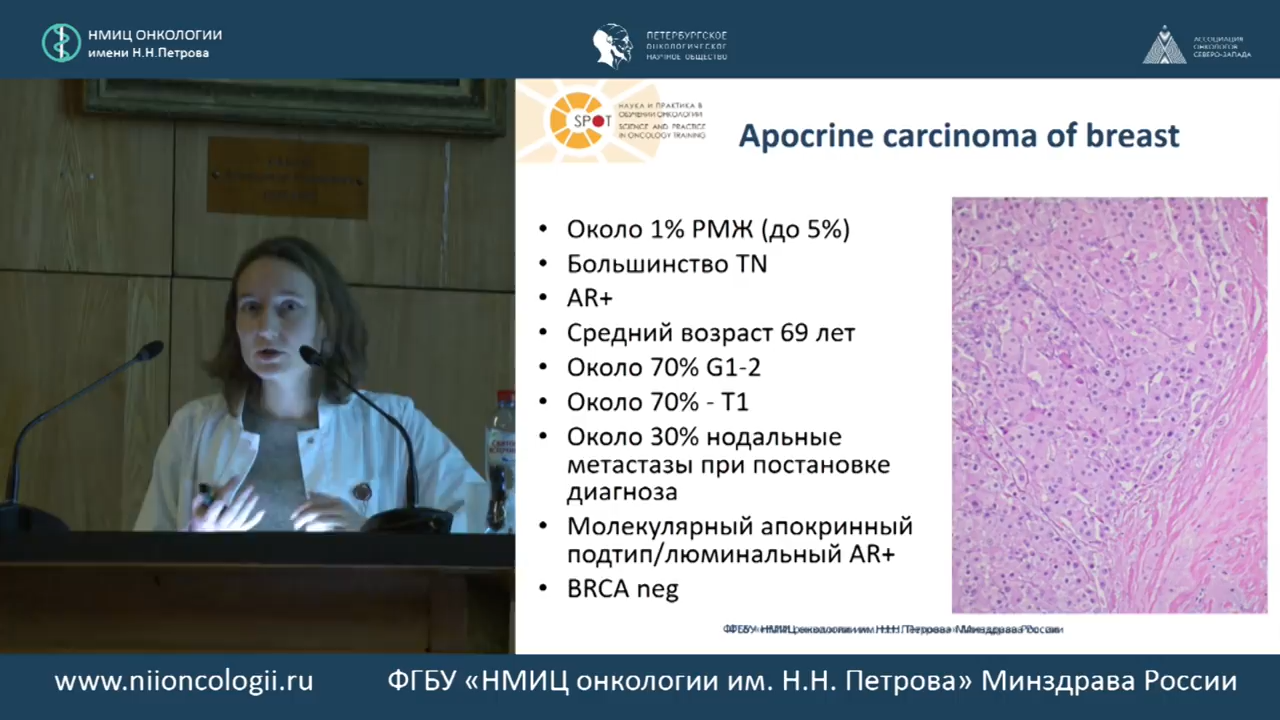 НМИЦ ОНКОЛОГИИ
имени Н.Н.Петрова
ПЕТЕРБУРГСКОЕ
ОНКОЛОГИЧЕСКОЕ
НАУЧНОЕ ОБЩЕСТВО
АССОЦИАЦИЯ
ОНКОЛОГОВ
СЕВЕРО-ЗАПАДА
SPOT
НАУКА И ПРАКТИКА В
ОБУЧЕНИИ ОНКОЛОГИИ
SCIENCE AND PRACTICE
IN ONCOLOGY TRAINING
Apocrine carcinoma of breast
• Около 1% РМЖ (до 5%)
• Большинство TN
• AR+
• Средний возраст 69 лет
• Около 70% G1-2
• Около 70% - T1
• Около 30% нодальные
метастазы при постановке
диагноза
• Молекулярный апокринный
подтип/люминальный AR+
• BRCA neg
www.niioncologii.ru
ФГБУ «НМИЦ онкологии им. Н.Н. Петрова» Минздрава России